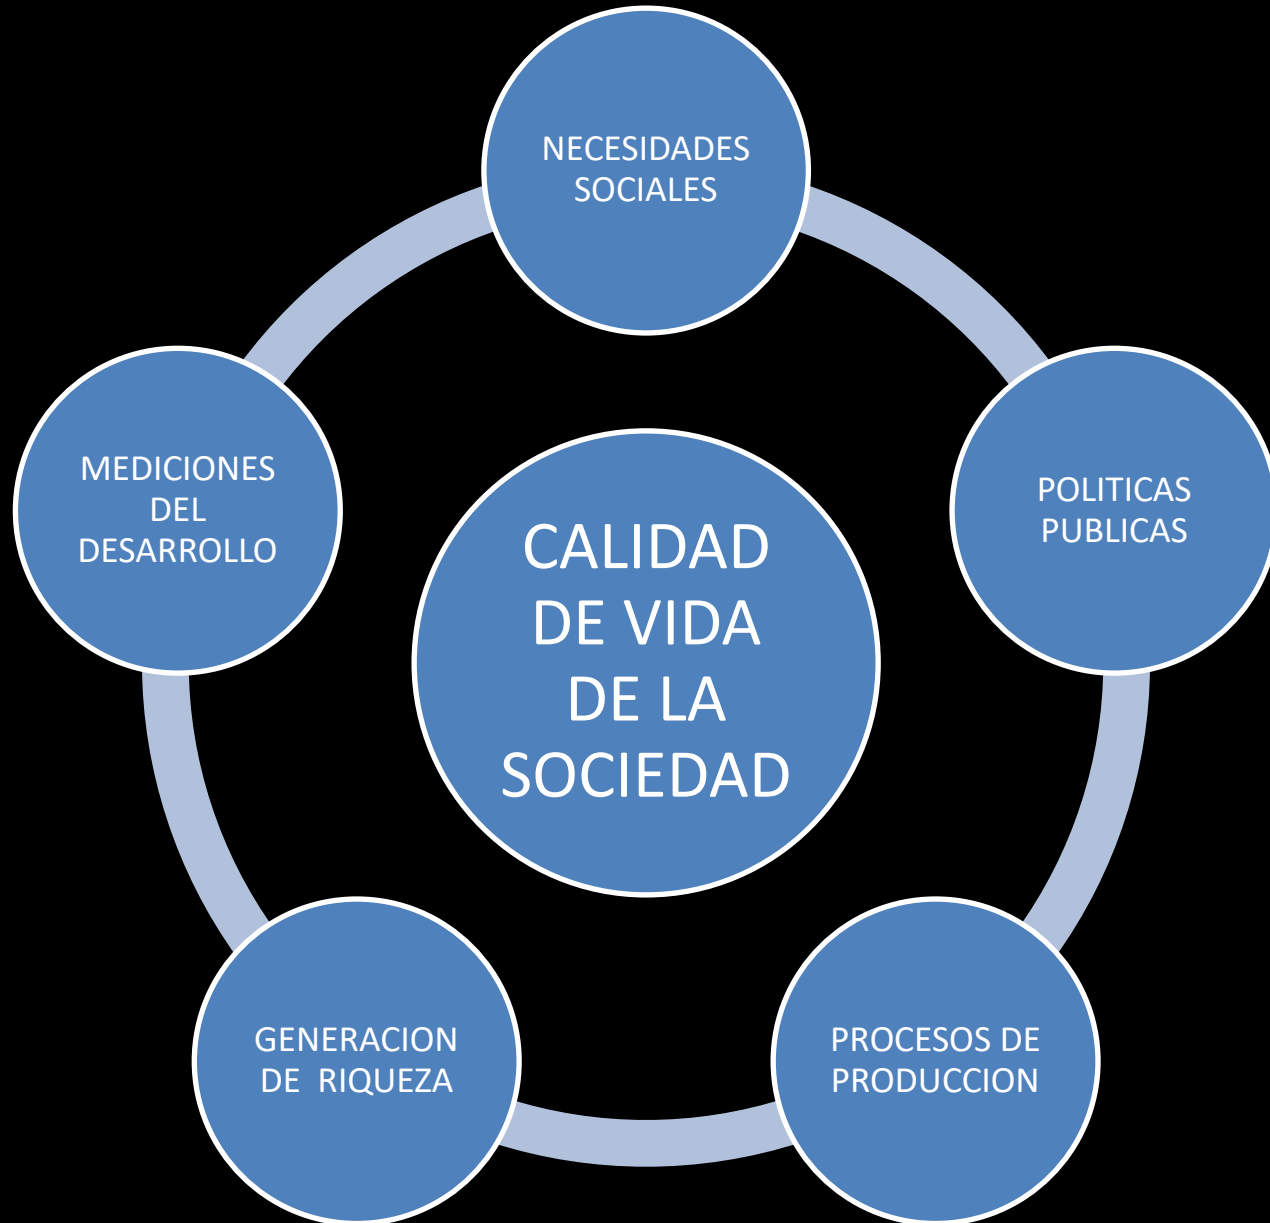 NECESIDADES
SOCIALES
POLITICAS
PUBLICAS
PROCESOS DE
PRODUCCION
GENERACION
DE  RIQUEZA
MEDICIONES
DEL
DESARROLLO
CALIDAD
DE VIDA
DE LA
SOCIEDAD